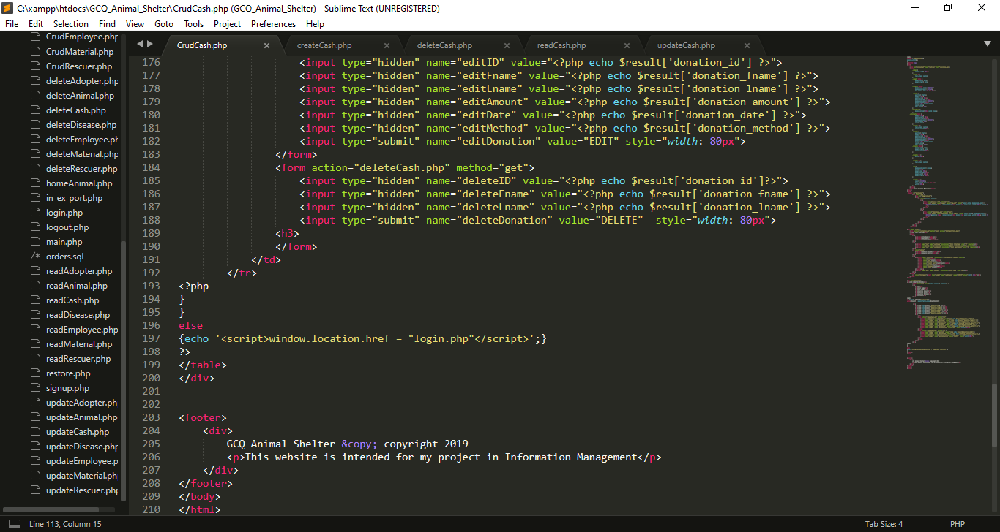 C:\xampp\htdocs\GCQ_Animal_Shelter\CrudCash.php (GCQ_Animal_Shelter) - Sublime Text (UNREGISTERED)
File Edit Selection Find View Goto Tools Project Preferences Help
CrudEmployee.php
CrudMaterial.php
CrudRescuer.php
deleteAdopter.php
deleteAnimal.php
deleteCash.php
deleteDisease.php
deleteEmployee.ph
deleteMaterial.php
deleteRescuer.php
homeAnimal.php
in_ex_port.php
login.php
logout.php
main.php
/* orders.sql
readAdopter.php
readAnimal.php
readCash.php
readDisease.php
readEmployee.php
readMaterial.php
readRescuer.php
restore.php
signup.php
updateAdopter.ph
updateAnimal.php
updateCash.php
updateDisease.php
updateEmployee.p
updateMaterial.ph
updateRescuer.php
CrudCash.php createCash.php deleteCash.php readCash.php updateCash.php
176 <input type="hidden" name="editID" value="<?php echo $result['donation_id'] ?>">
177 <input type="hidden" name="editFname" value="<?php echo $result['donation_fname'] ?>">
178 <input type="hidden" name="editLname" value="<?php echo $result['donation_lname'] ?>">
179 <input type="hidden" name="editAmount" value="<?php echo $result['donation_amount'] ?>">
180 <input type="hidden" name="editDate" value="<?php echo $result['donation_date'] ?>">
181 <input type="hidden" name="editMethod" value="<?php echo $result['donation_method'] ?>">
182 <input type="submit" name="editDonation" value="EDIT" style="width: 80px">
183 </form>
184 <form action="deleteCash.php" method="get">
185 <input type="hidden" name="deleteID" value="<?php echo $result['donation_id']?>">
186 <input type="hidden" name="deleteFname" value="<?php echo $result['donation_fname'] ?>">
187 <input type="hidden" name="deleteLname" value="<?php echo $result['donation_lname'] ?>">
188 <input type="submit" name="deleteDonation" value="DELETE"  style="width: 80px">
189 <h3>
190 </form>
191 </td>
192 </tr>
193 <?php
194 }
195 }
196 else
197 {echo '<script>window.location.href = "login.php"</script>';}
198 ?>
199 </table>
200 </div>
201
202
203 <footer>
204 <div>
205 GCQ Animal Shelter &copy; copyright 2019
206 <p>This website is intended for my project in Information Management</p>
207 </div>
208 </footer>
209 </body>
210 </html>
Line 113, Column 15 Tab Size: 4 PHP